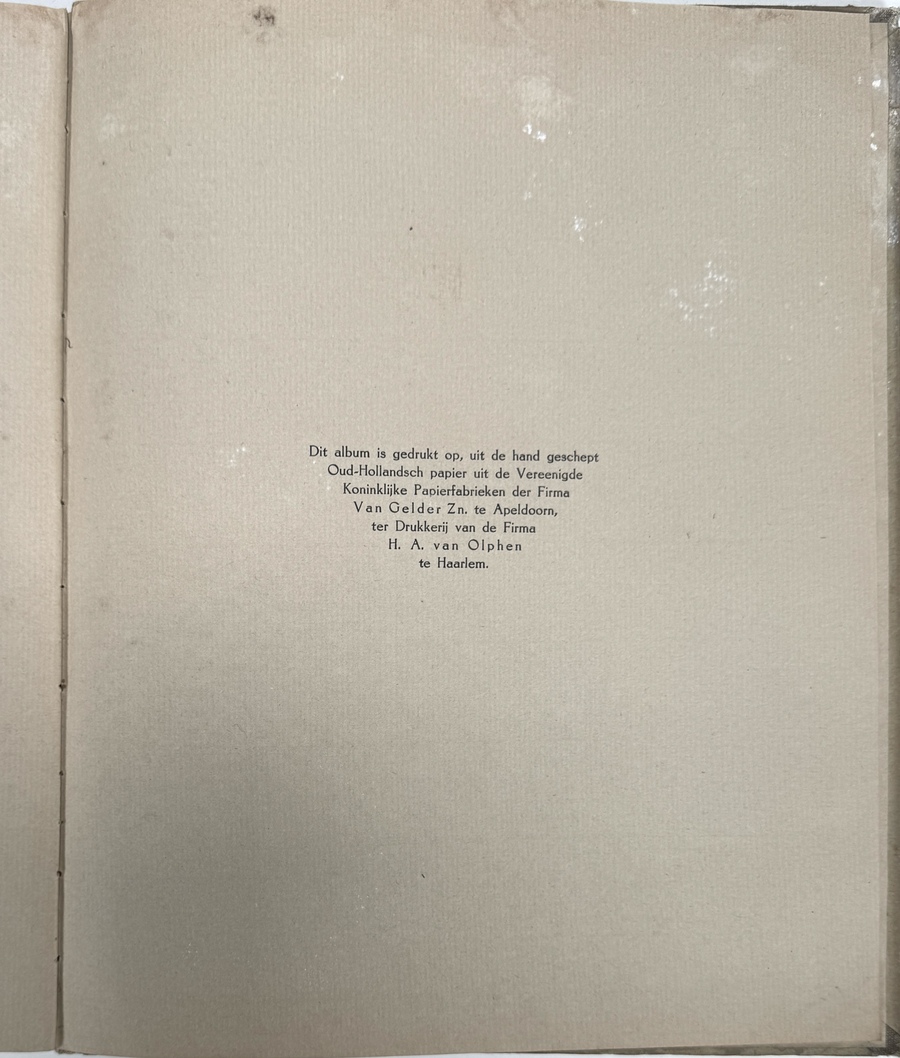 Dit album is gedrukt op, uit de hand geschept
Oud-Hollandsch papier uit de Vereenigde
Koninklijke Papierfabrieken der Firma
Van Gelder Zn. te Apeldoorn,
ter Drukkerij van de Firma
H. A. van Olphen
te Haarlem.